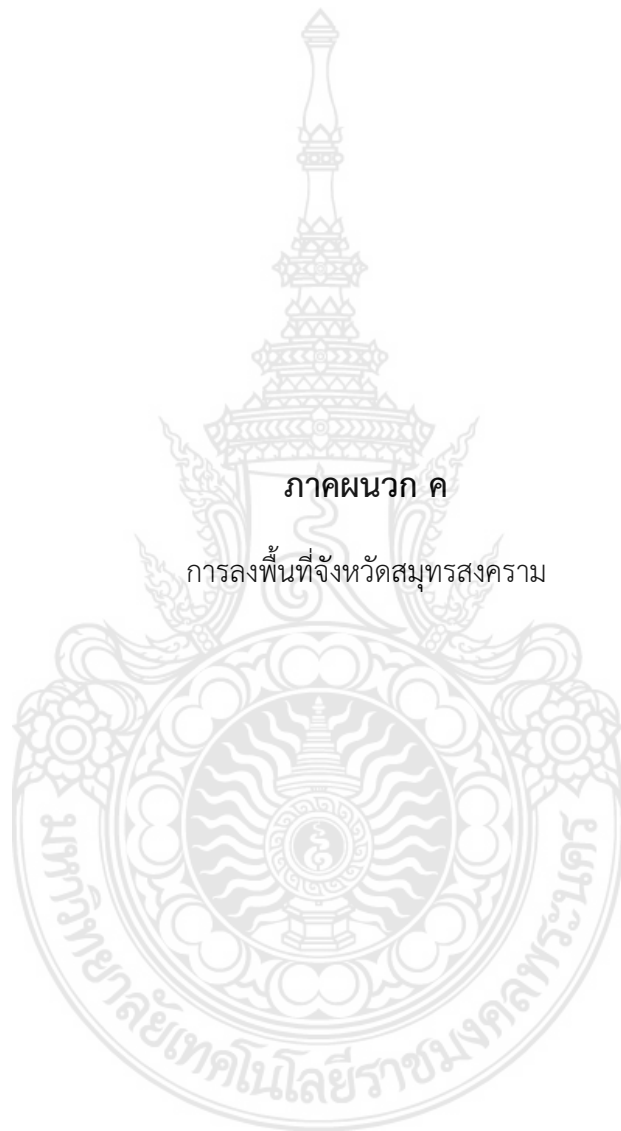 ภาคผนวก ค
การลงพื้นที่จังหวัดสมุทรสงคราม
มหาวิทยาลัยเทคโนโลยีราชมงคลพระนคร